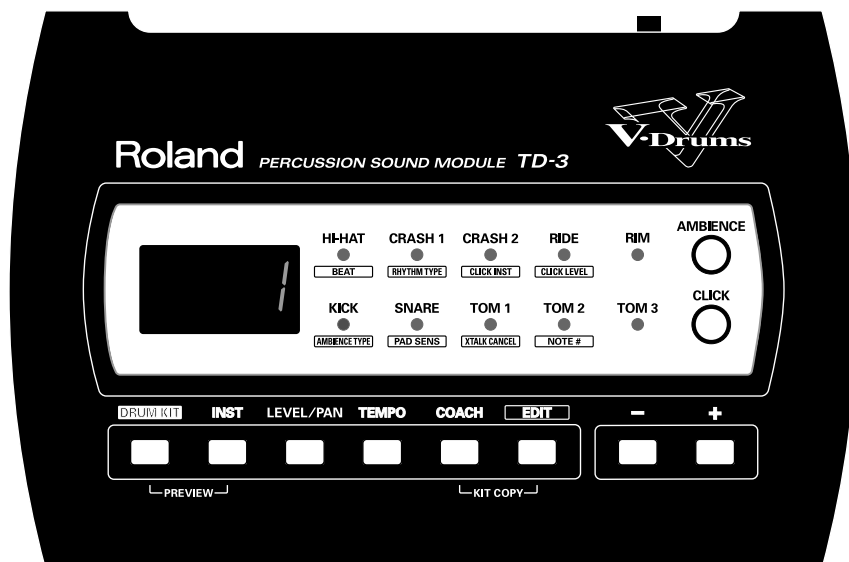 V-Drums
Roland PERCUSSION SOUND MODULE TD-3
HI-HAT CRASH 1 CRASH 2 RIDE RIM AMBIENCE
BEAT RHYTHM TYPE CLICK INST CLICK LEVEL
1
CLICK
KICK SNARE TOM 1 TOM 2 TOM 3
AMBIENCE TYPE PAD SENS XTALK CANCEL NOTE #
DRUM KIT INST LEVEL/PAN TEMPO COACH EDIT − +
PREVIEW KIT COPY